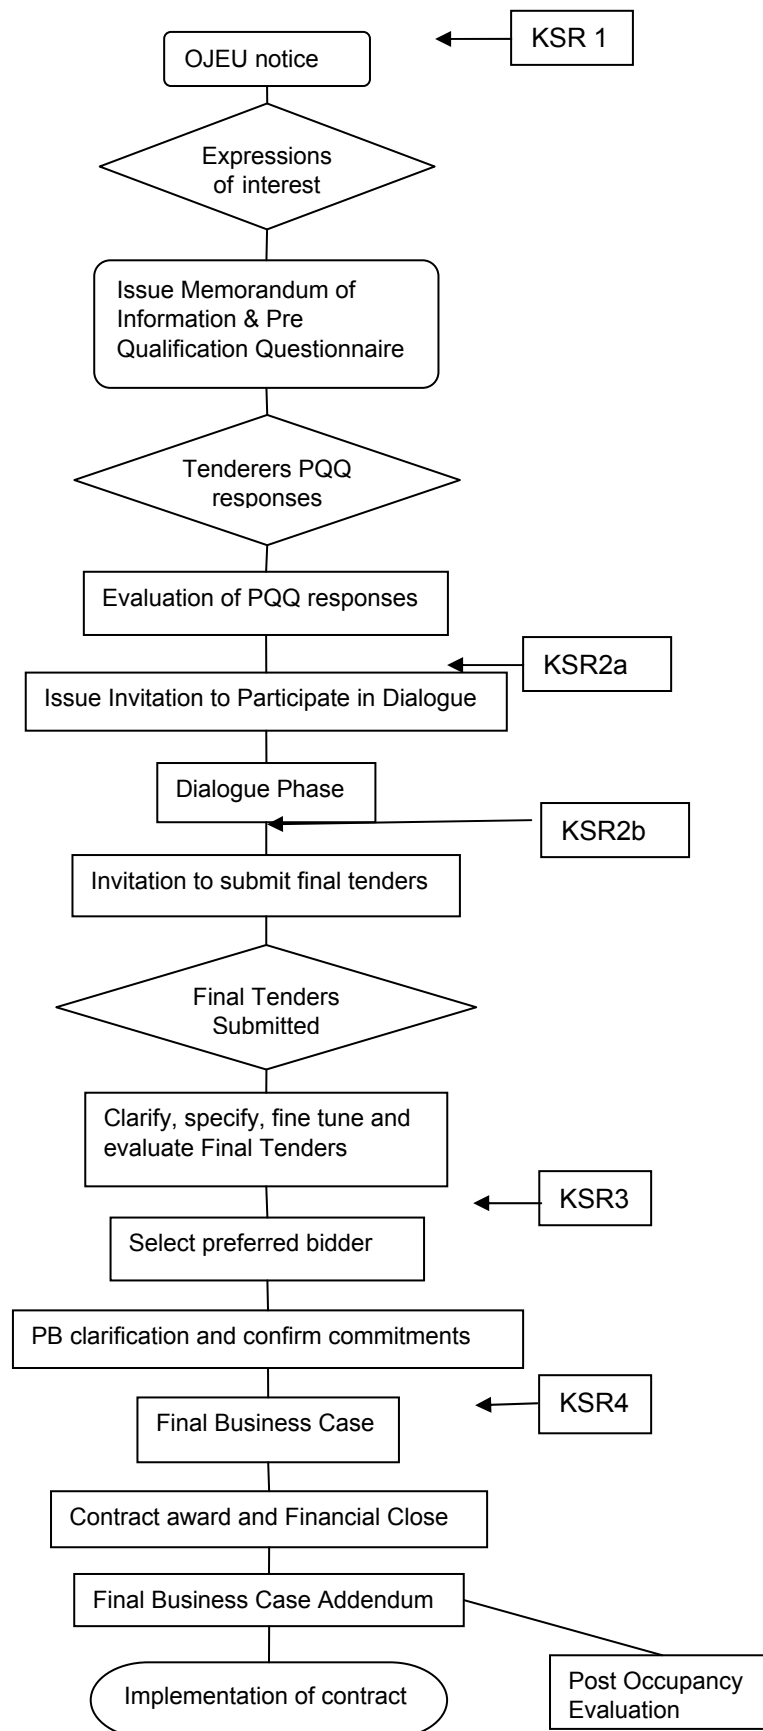 KSR 1
OJEU notice
Expressions
of interest
Issue Memorandum of
Information & Pre
Qualification Questionnaire
Tenderers PQQ
responses
Evaluation of PQQ responses
KSR2a
Issue Invitation to Participate in Dialogue
Dialogue Phase
KSR2b
Invitation to submit final tenders
Final Tenders
Submitted
Clarify, specify, fine tune and
evaluate Final Tenders
KSR3
Select preferred bidder
PB clarification and confirm commitments
KSR4
Final Business Case
Contract award and Financial Close
Final Business Case Addendum
Post Occupancy
Evaluation
Implementation of contract